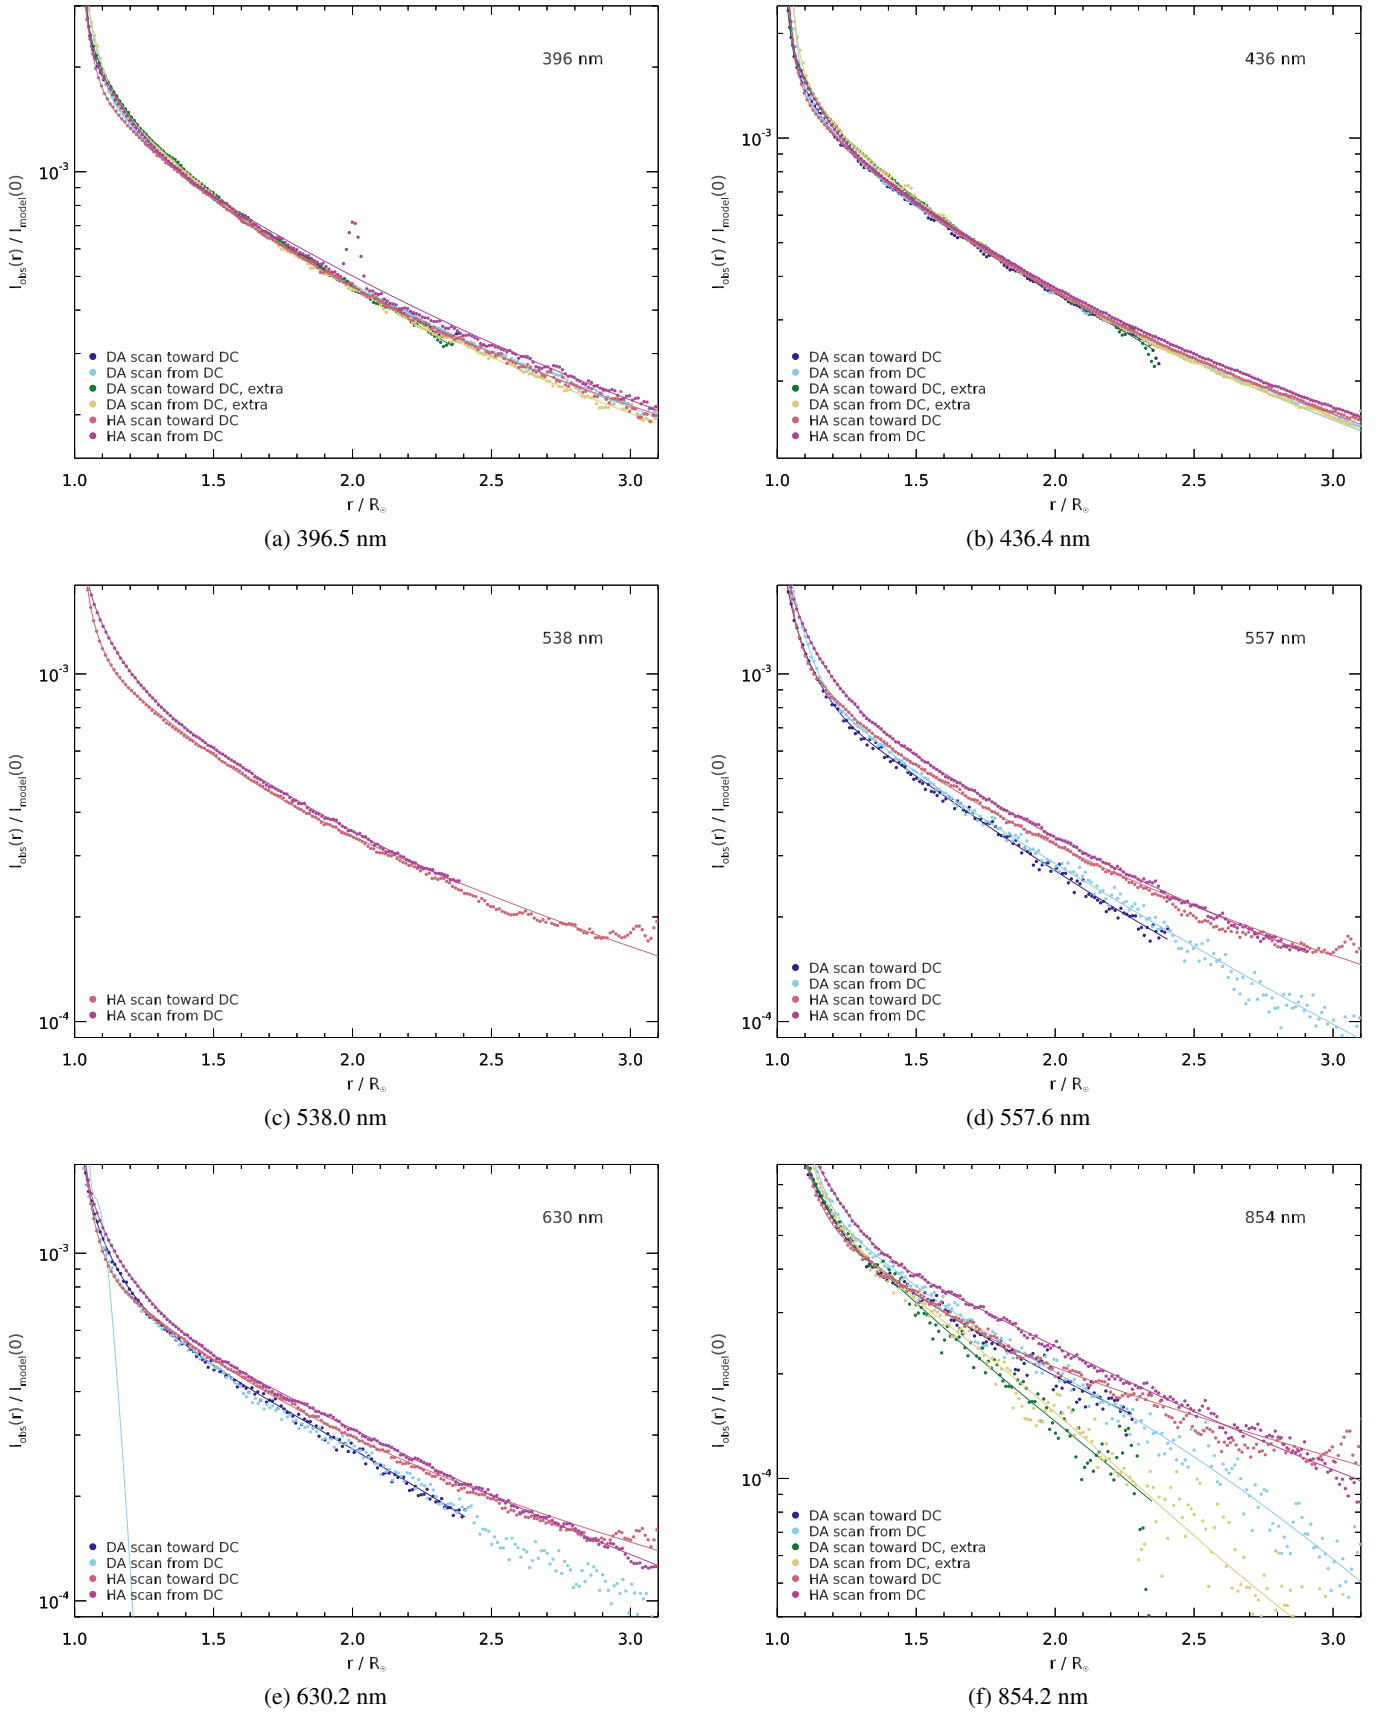 396 nm
10⁻³
I_obs(r) / I_model(0)
DA scan toward DC
DA scan from DC
DA scan toward DC, extra
DA scan from DC, extra
HA scan toward DC
HA scan from DC
1.0 1.5 2.0 2.5 3.0
r / R☉
(a) 396.5 nm
436 nm
10⁻³
I_obs(r) / I_model(0)
DA scan toward DC
DA scan from DC
DA scan toward DC, extra
DA scan from DC, extra
HA scan toward DC
HA scan from DC
1.0 1.5 2.0 2.5 3.0
r / R☉
(b) 436.4 nm
538 nm
10⁻³
I_obs(r) / I_model(0)
HA scan toward DC
HA scan from DC
10⁻⁴
1.0 1.5 2.0 2.5 3.0
r / R☉
(c) 538.0 nm
557 nm
10⁻³
I_obs(r) / I_model(0)
DA scan toward DC
DA scan from DC
HA scan toward DC
HA scan from DC
10⁻⁴
1.0 1.5 2.0 2.5 3.0
r / R☉
(d) 557.6 nm
630 nm
10⁻³
I_obs(r) / I_model(0)
DA scan toward DC
DA scan from DC
HA scan toward DC
HA scan from DC
10⁻⁴
1.0 1.5 2.0 2.5 3.0
r / R☉
(e) 630.2 nm
854 nm
I_obs(r) / I_model(0)
10⁻⁴
DA scan toward DC
DA scan from DC
DA scan toward DC, extra
DA scan from DC, extra
HA scan toward DC
HA scan from DC
1.0 1.5 2.0 2.5 3.0
r / R☉
(f) 854.2 nm